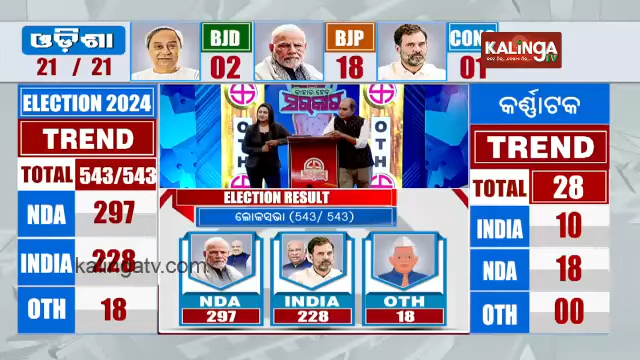 ଓଡ଼ିଶା
21 / 21
BJD
02
BJP
18
CONG
01
KALINGA
TV
ELECTION 2024
TREND
TOTAL 543/543
NDA 297
INDIA 228
OTH 18
kalingatv.com
OTH
OTH
ELECTION RESULT
ଲୋକସଭା (543/ 543)
NDA
297
INDIA
228
OTH
18
କର୍ଣ୍ଣାଟକ
TREND
TOTAL 28
INDIA 10
NDA 18
OTH 00